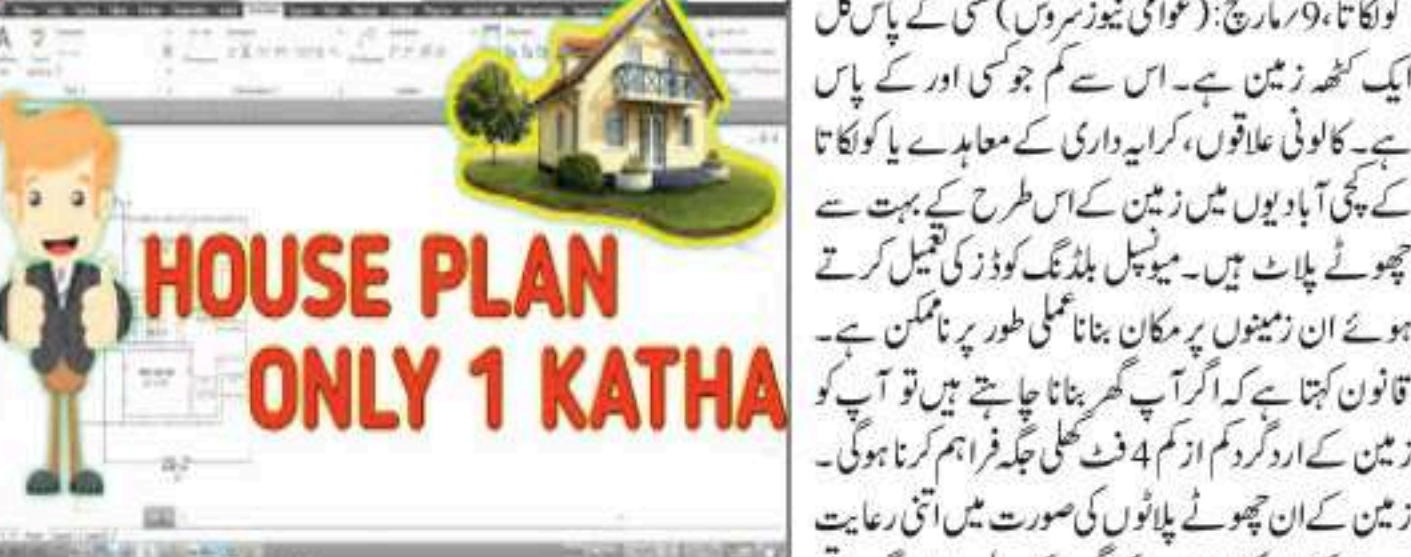 HOUSE PLAN
ONLY 1 KATHA
کولکاتا، 9/مارچ: (عوامی نیوز سروس) کسی کے پاس کل
ایک کٹھہ زمین ہے۔ اس سے کم جو کسی اور کے پاس
ہے۔ کالونی علاقوں، کرایہ داری کے معاہدے یا کولکاتا
کے کچی آبادیوں میں زمین کے اس طرح کے بہت سے
چھوٹے پلاٹ ہیں۔ میونسپل بلڈنگ کوڈز کی تعمیل کرتے
ہوئے ان زمینوں پر مکان بنانا عملی طور پر ناممکن ہے۔
قانون کہتا ہے کہ اگر آپ گھر بنانا چاہتے ہیں تو آپ کو
زمین کے اردگرد کم از کم 4 فٹ کھلی جگہ فراہم کرنا ہوگی۔
زمین کے ان چھوٹے پلاٹوں کی صورت میں اتنی رعایت